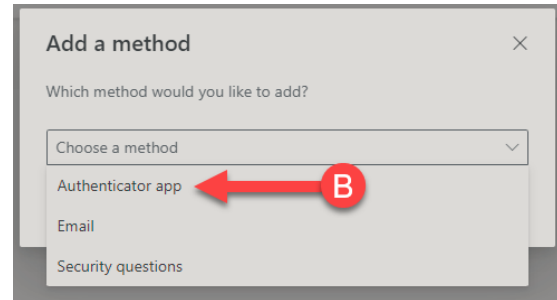 Add a method
Which method would you like to add?
Choose a method
Authenticator app
B
Email
Security questions